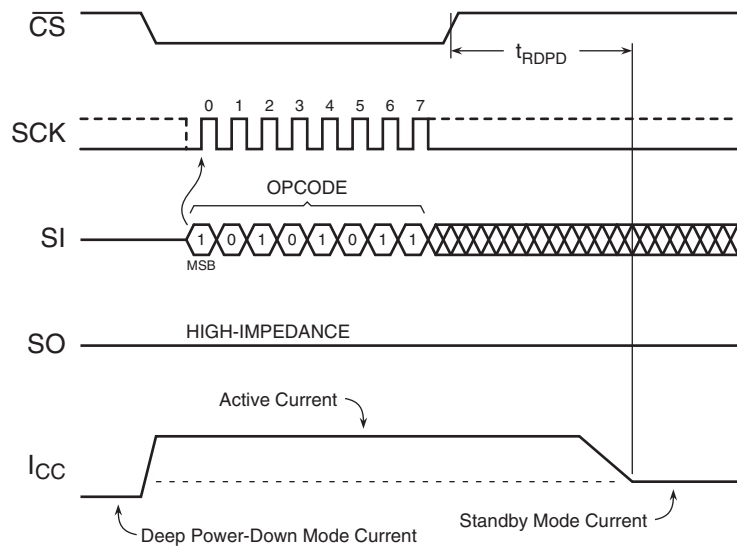 CS
tRDPD
0 1 2 3 4 5 6 7
SCK
OPCODE
SI
1 0 1 0 1 0 1 1
MSB
HIGH-IMPEDANCE
SO
Active Current
ICC
Standby Mode Current
Deep Power-Down Mode Current